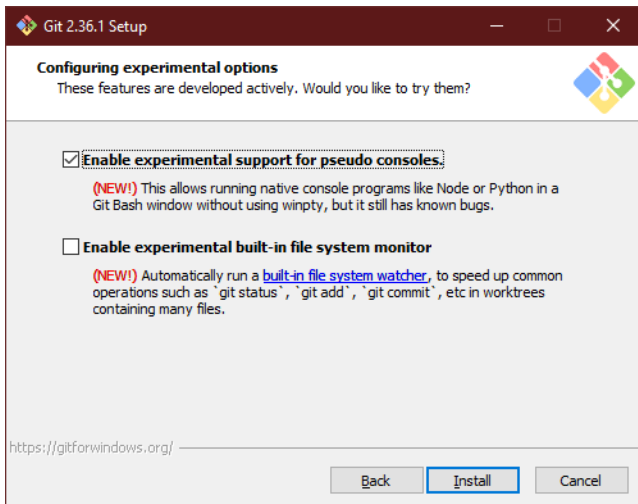 Git 2.36.1 Setup
Configuring experimental options
These features are developed actively. Would you like to try them?
Enable experimental support for pseudo consoles.
(NEW!) This allows running native console programs like Node or Python in a
Git Bash window without using winpty, but it still has known bugs.
Enable experimental built-in file system monitor
(NEW!) Automatically run a built-in file system watcher, to speed up common
operations such as `git status`, `git add`, `git commit`, etc in worktrees
containing many files.
https://gitforwindows.org/
Back Install Cancel